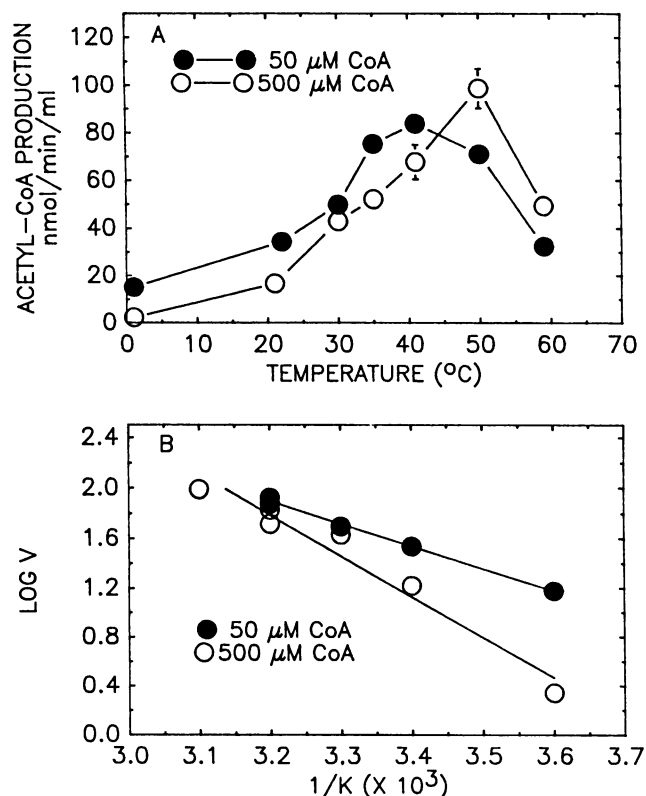 A
50 μM CoA
500 μM CoA
ACETYL-CoA PRODUCTION
nmol/min/ml
120
100
80
60
40
20
0
0 10 20 30 40 50 60 70
TEMPERATURE (°C)
B
50 μM CoA
500 μM CoA
LOG V
2.4
2.0
1.6
1.2
0.8
0.4
0.0
3.0 3.1 3.2 3.3 3.4 3.5 3.6 3.7
1/K (X 10³)